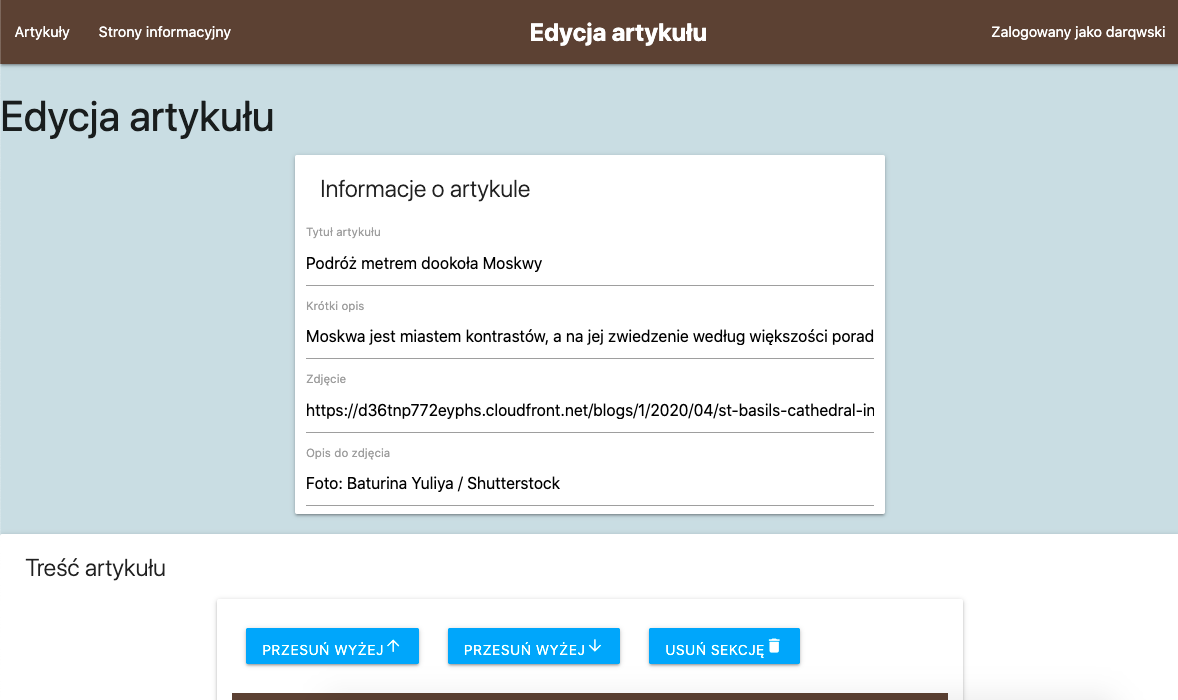 Artykuły Strony informacyjny Edycja artykułu Zalogowany jako darqwski
Edycja artykułu
Informacje o artykule
Tytuł artykułu
Podróż metrem dookoła Moskwy
Krótki opis
Moskwa jest miastem kontrastów, a na jej zwiedzenie według większości porad
Zdjęcie
https://d36tnp772eyphs.cloudfront.net/blogs/1/2020/04/st-basils-cathedral-in
Opis do zdjęcia
Foto: Baturina Yuliya / Shutterstock
Treść artykułu
PRZESUŃ WYŻEJ PRZESUŃ WYŻEJ USUŃ SEKCJĘ